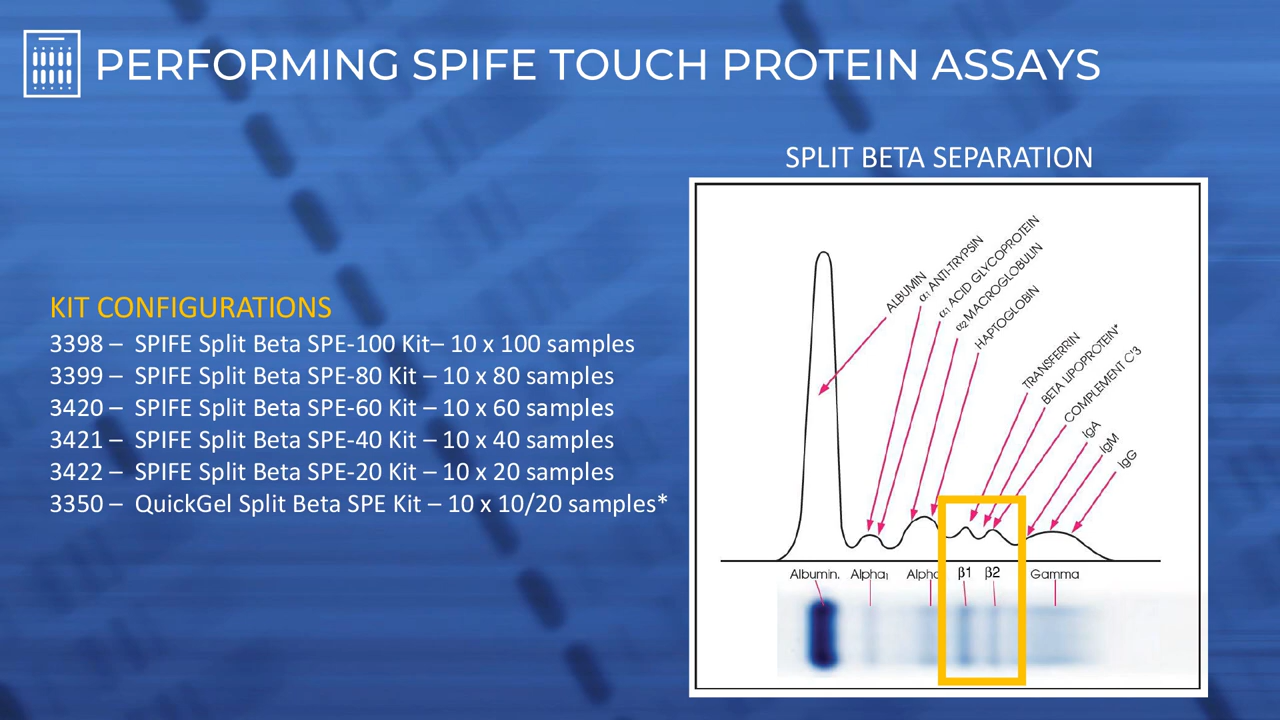 PERFORMING SPIFE TOUCH PROTEIN ASSAYS
SPLIT BETA SEPARATION
KIT CONFIGURATIONS
3398 – SPIFE Split Beta SPE-100 Kit– 10 x 100 samples
3399 – SPIFE Split Beta SPE-80 Kit – 10 x 80 samples
3420 – SPIFE Split Beta SPE-60 Kit – 10 x 60 samples
3421 – SPIFE Split Beta SPE-40 Kit – 10 x 40 samples
3422 – SPIFE Split Beta SPE-20 Kit – 10 x 20 samples
3350 – QuickGel Split Beta SPE Kit – 10 x 10/20 samples*
ALBUMIN
α₁ ANTI-TRYPSIN
α₁ ACID GLYCOPROTEIN
α₂ MACROGLOBULIN
HAPTOGLOBIN
TRANSFERRIN
BETA LIPOPROTEIN*
COMPLEMENT C'3
IgA
IgM
IgG
Albumin. Alpha₁ Alpha β1 β2 Gamma